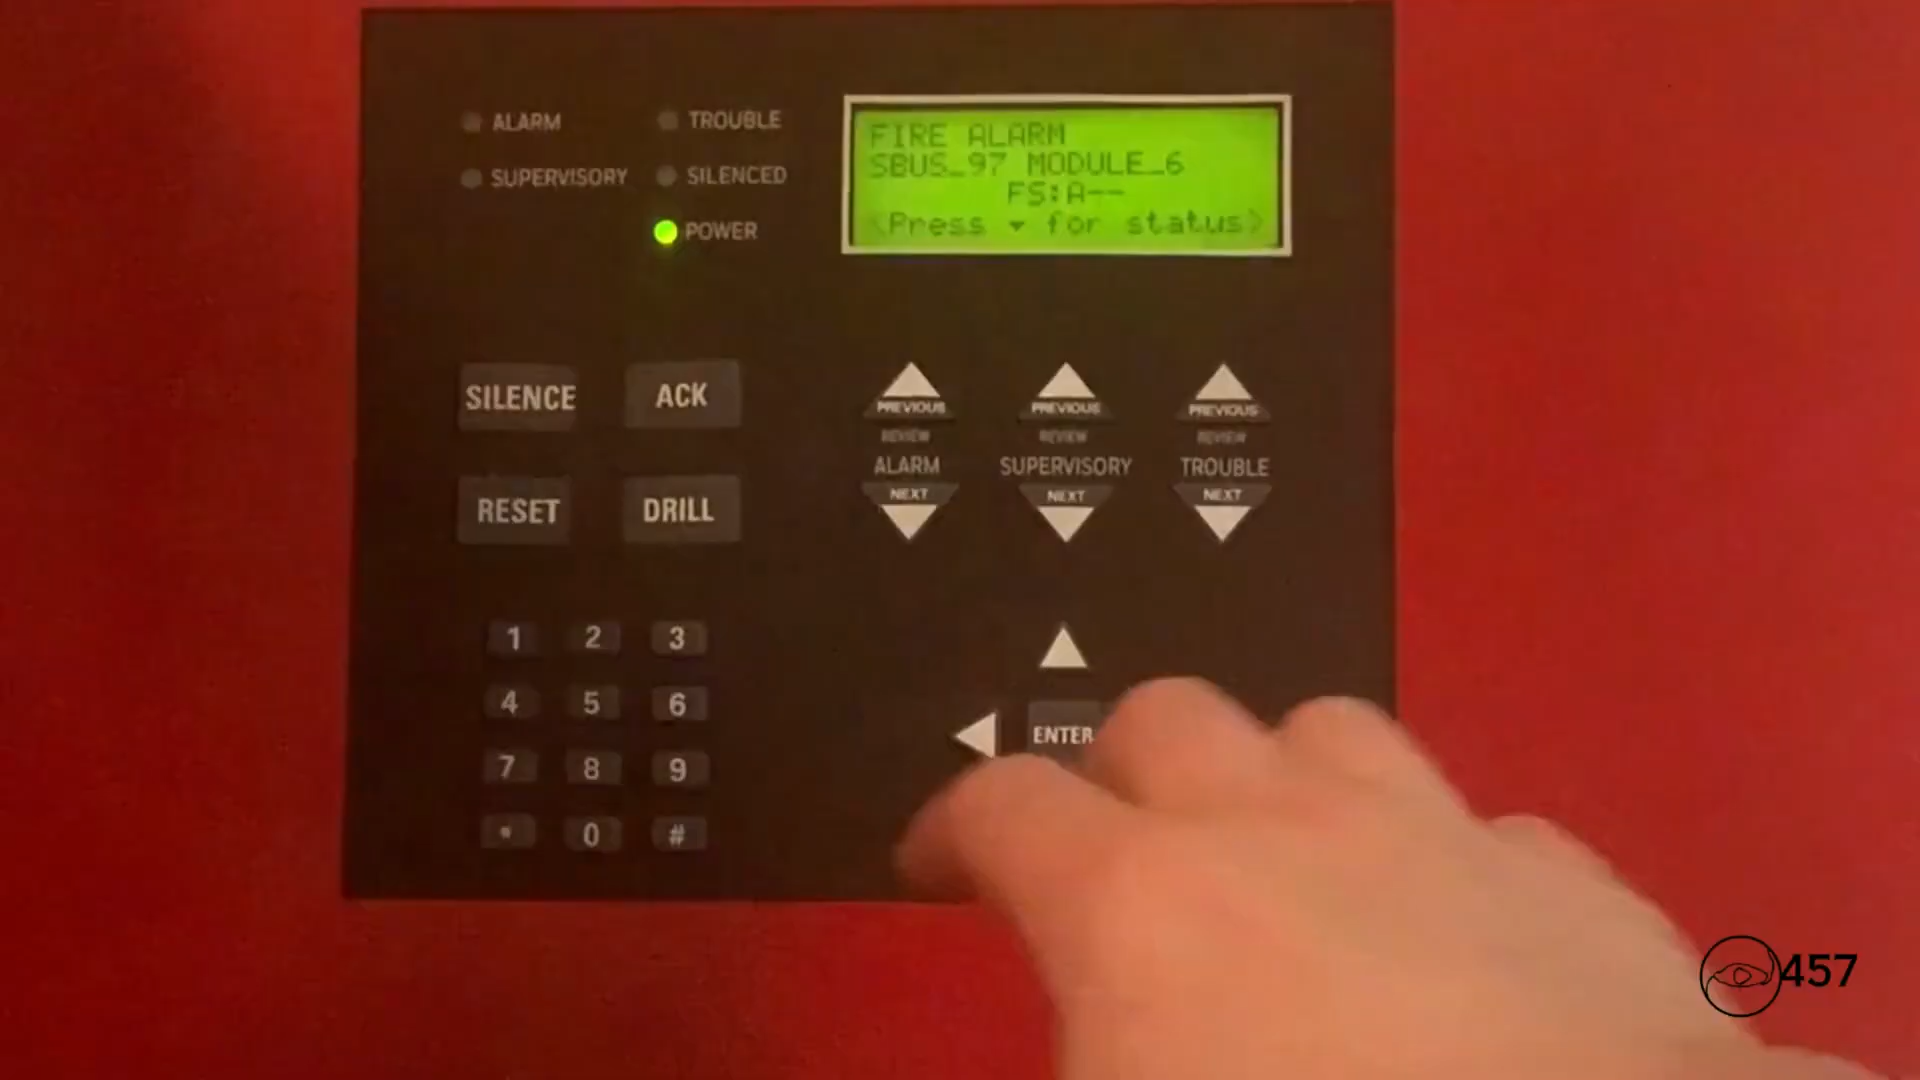 ALARM
TROUBLE
SUPERVISORY
SILENCED
POWER
FIRE ALARM
SBUS_97 MODULE_6
FS:A--
<Press ▾ for status>
SILENCE
ACK
RESET
DRILL
PREVIOUS
REVIEW
ALARM
NEXT
PREVIOUS
REVIEW
SUPERVISORY
NEXT
PREVIOUS
REVIEW
TROUBLE
NEXT
1 2 3
4 5 6
7 8 9
* 0 #
ENTER
457